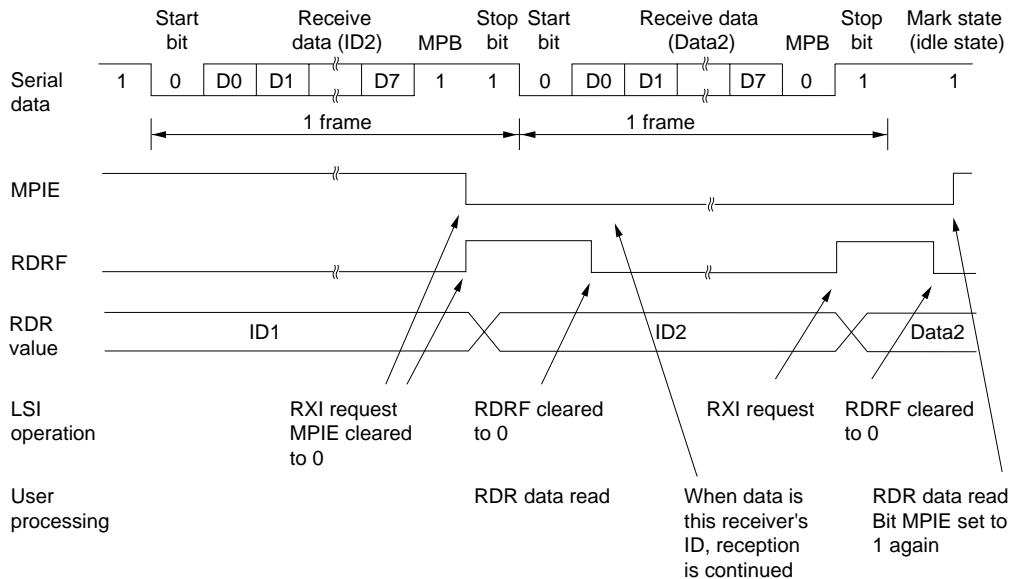 Start bit
Receive data (ID2)
MPB
Stop bit
Start bit
Receive data (Data2)
MPB
Stop bit
Mark state (idle state)
Serial data
1 0 D0 D1 D7 1 1 0 D0 D1 D7 0 1 1
1 frame
1 frame
MPIE
RDRF
RDR value
ID1
ID2
Data2
LSI operation
RXI request
MPIE cleared
to 0
RDRF cleared
to 0
RXI request
RDRF cleared
to 0
User processing
RDR data read
When data is
this receiver's
ID, reception
is continued
RDR data read
Bit MPIE set to
1 again